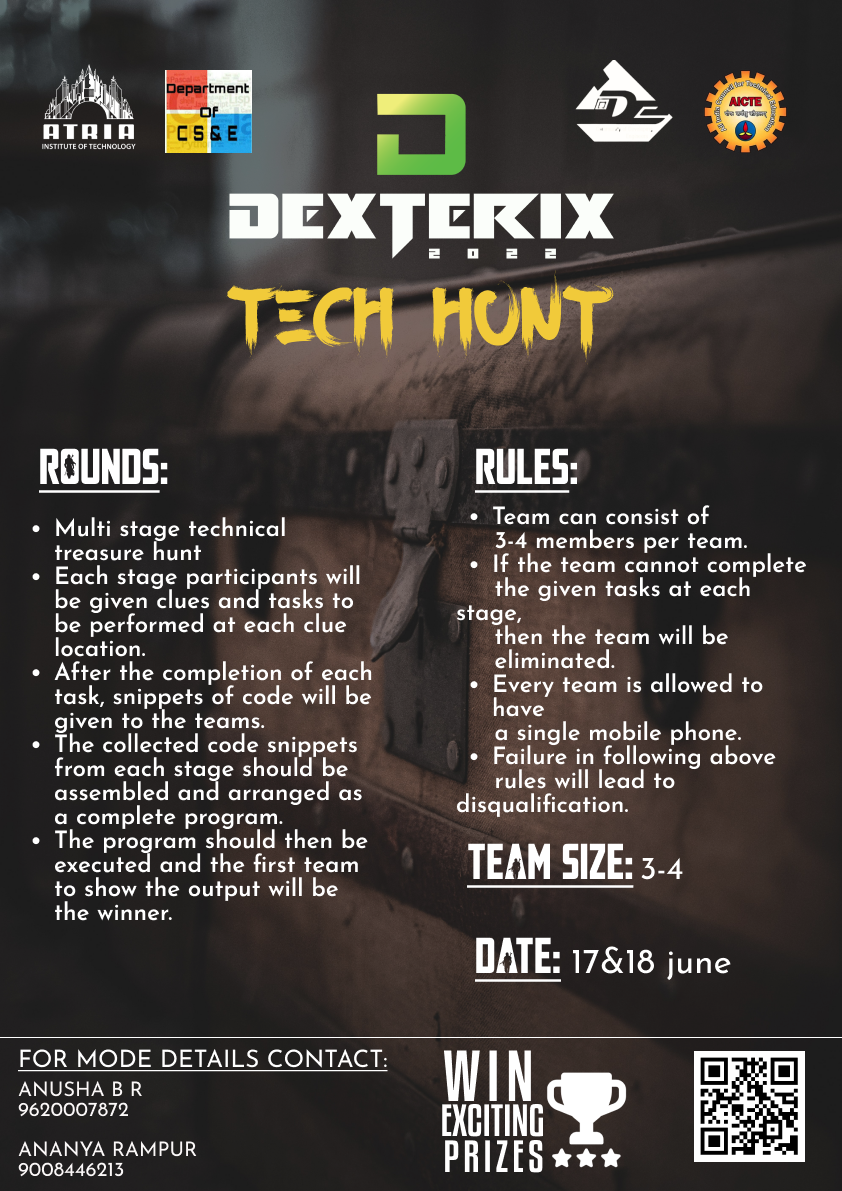 ATRIA
INSTITUTE OF TECHNOLOGY
Department
Of
CS&E
AICTE
All India Council for Technical Education
DEXTERIX
2022
TECH HUNT
ROUNDS:
• Multi stage technical
treasure hunt
• Each stage participants will
be given clues and tasks to
be performed at each clue
location.
• After the completion of each
task, snippets of code will be
given to the teams.
• The collected code snippets
from each stage should be
assembled and arranged as
a complete program.
• The program should then be
executed and the first team
to show the output will be
the winner.
RULES:
• Team can consist of
3-4 members per team.
• If the team cannot complete
the given tasks at each
stage,
then the team will be
eliminated.
• Every team is allowed to
have
a single mobile phone.
• Failure in following above
rules will lead to
disqualification.
TEAM SIZE: 3-4
DATE: 17&18 june
FOR MODE DETAILS CONTACT:
ANUSHA B R
9620007872
ANANYA RAMPUR
9008446213
WIN
EXCITING
PRIZES